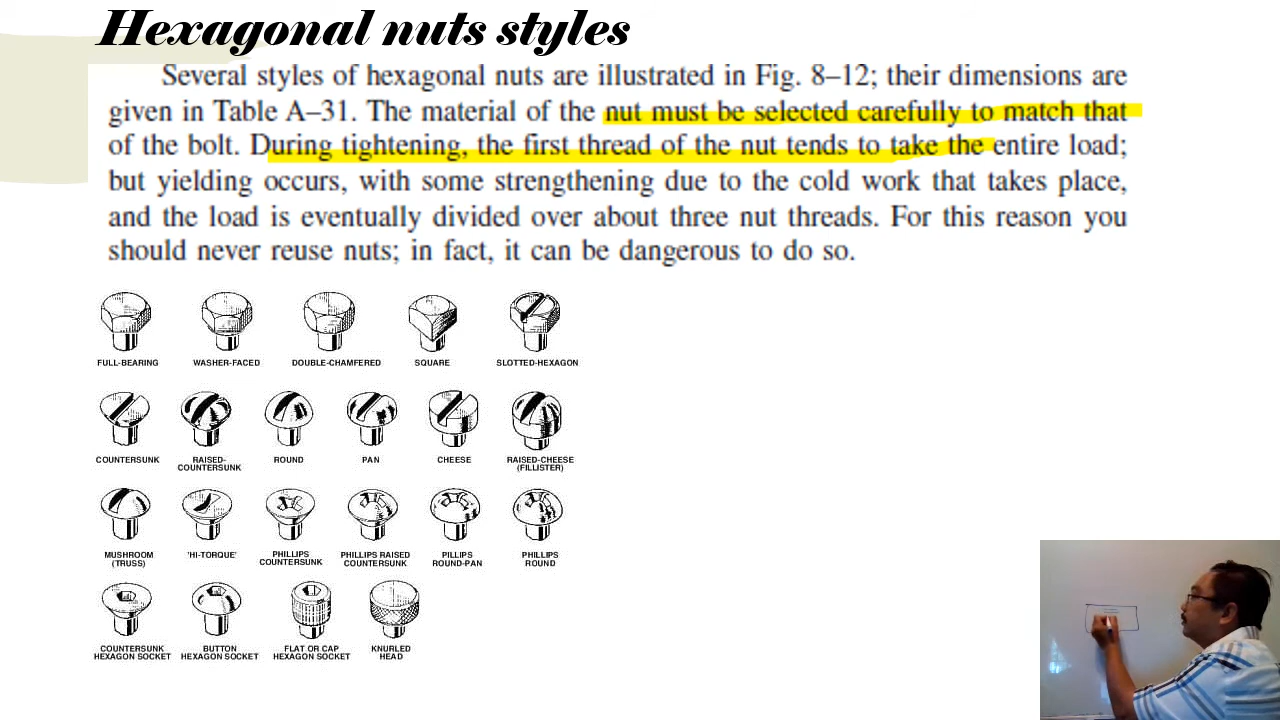 Hexagonal nuts styles
Several styles of hexagonal nuts are illustrated in Fig. 8–12; their dimensions are
given in Table A–31. The material of the nut must be selected carefully to match that
of the bolt. During tightening, the first thread of the nut tends to take the entire load;
but yielding occurs, with some strengthening due to the cold work that takes place,
and the load is eventually divided over about three nut threads. For this reason you
should never reuse nuts; in fact, it can be dangerous to do so.
FULL-BEARING WASHER-FACED DOUBLE-CHAMFERED SQUARE SLOTTED-HEXAGON
COUNTERSUNK RAISED- ROUND PAN CHEESE RAISED-CHEESE
COUNTERSUNK (FILLISTER)
MUSHROOM 'HI-TORQUE' PHILLIPS PHILLIPS RAISED PILLIPS PHILLIPS
(TRUSS) COUNTERSUNK COUNTERSUNK ROUND-PAN ROUND
COUNTERSUNK BUTTON FLAT OR CAP KNURLED
HEXAGON SOCKET HEXAGON SOCKET HEXAGON SOCKET HEAD